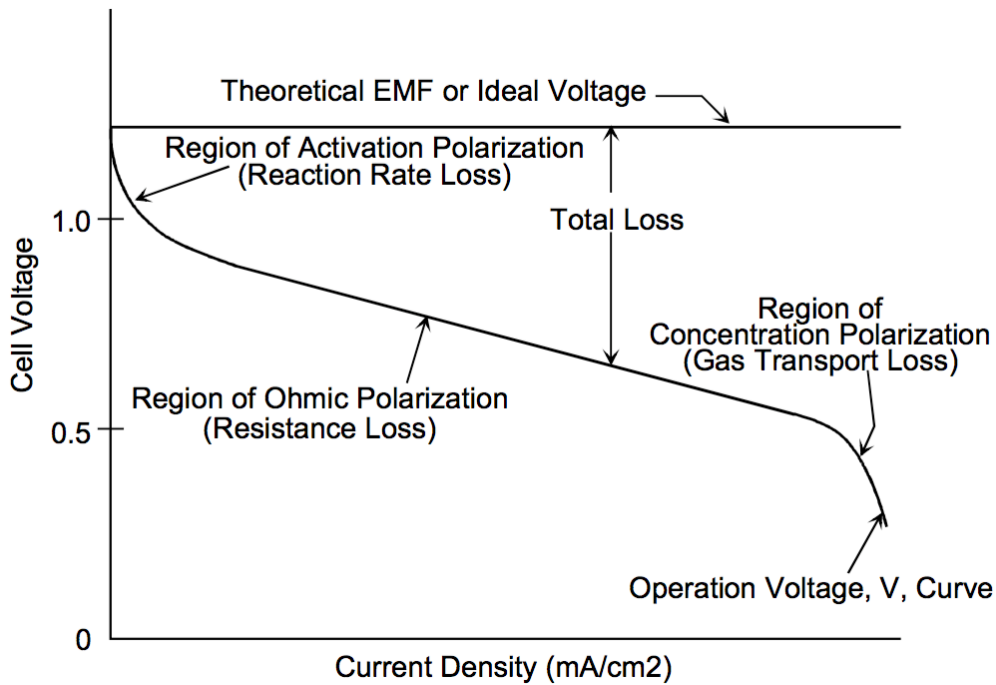 Theoretical EMF or Ideal Voltage
Region of Activation Polarization
(Reaction Rate Loss)
1.0
Total Loss
Cell Voltage
Region of
Concentration Polarization
(Gas Transport Loss)
Region of Ohmic Polarization
(Resistance Loss)
0.5
Operation Voltage, V, Curve
0
Current Density (mA/cm2)